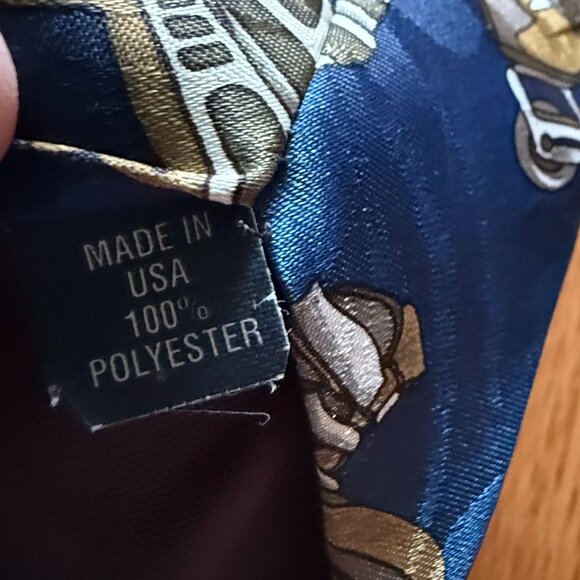 MADE IN
USA
100%
POLYESTER